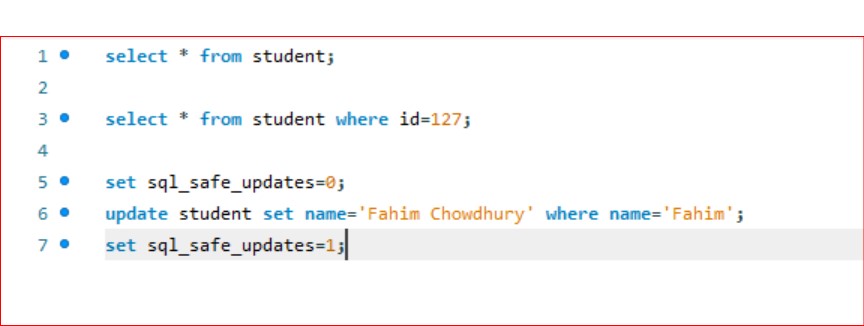 1 select * from student;
2
3 select * from student where id=127;
4
5 set sql_safe_updates=0;
6 update student set name='Fahim Chowdhury' where name='Fahim';
7 set sql_safe_updates=1;